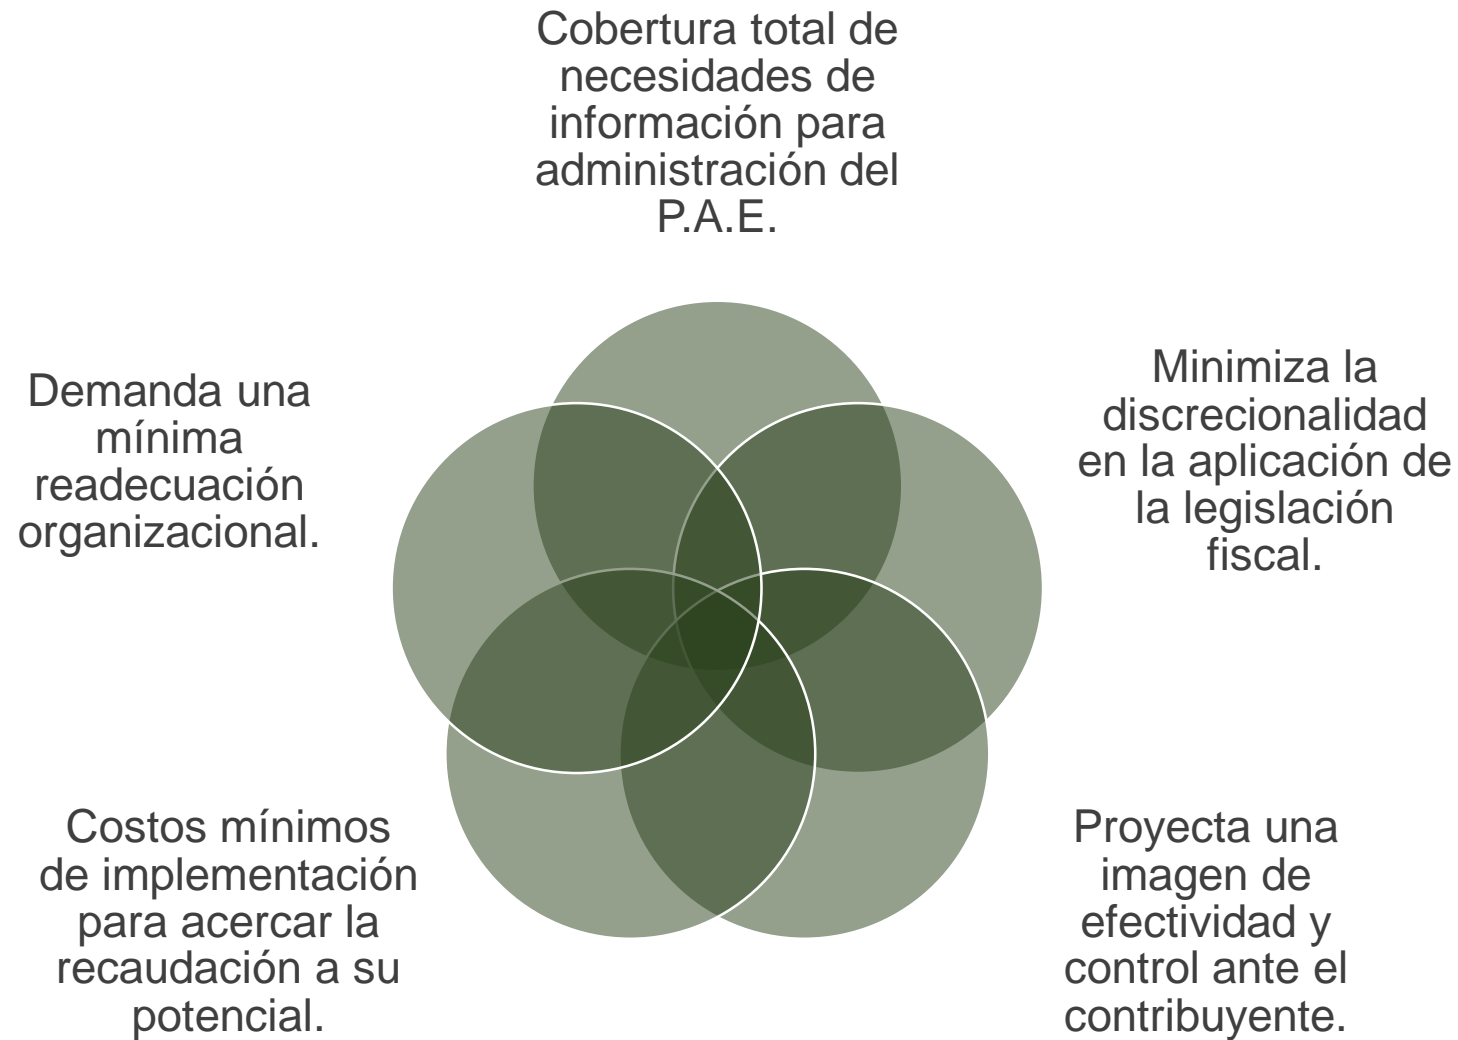 Cobertura total de
necesidades de
información para
administración del
P.A.E.
Minimiza la
discrecionalidad
en la aplicación de
la legislación
fiscal.
Proyecta una
imagen de
efectividad y
control ante el
contribuyente.
Costos mínimos
de implementación
para acercar la
recaudación a su
potencial.
Demanda una
mínima
readecuación
organizacional.